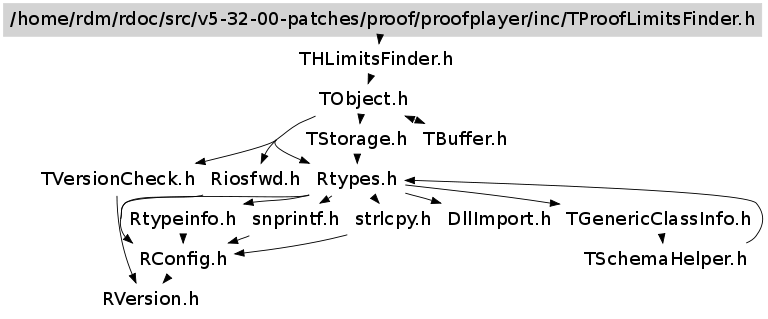 /home/rdm/rdoc/src/v5-32-00-patches/proof/proofplayer/inc/TProofLimitsFinder.h
THLimitsFinder.h
TObject.h
TStorage.h TBuffer.h
TVersionCheck.h Riosfwd.h Rtypes.h
Rtypeinfo.h snprintf.h strlcpy.h DllImport.h TGenericClassInfo.h
RConfig.h TSchemaHelper.h
RVersion.h